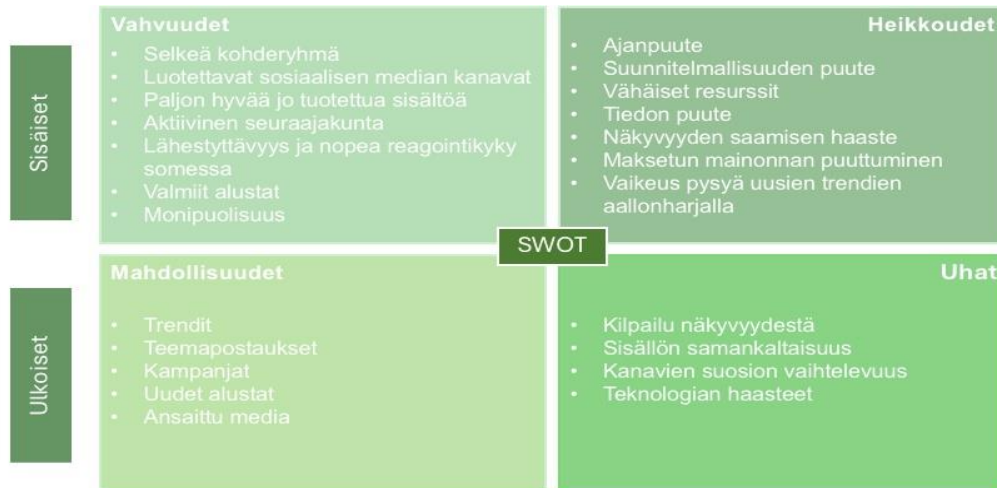 Sisäiset
Vahvuudet
• Selkeä kohderyhmä
• Luotettavat sosiaalisen median kanavat
• Paljon hyvää jo tuotettua sisältöä
• Aktiivinen seuraajakunta
• Lähestyttävyys ja nopea reagointikyky
somessa
• Valmiit alustat
• Monipuolisuus
Heikkoudet
• Ajanpuute
• Suunnitelmallisuuden puute
• Vähäiset resurssit
• Tiedon puute
• Näkyvyyden saamisen haaste
• Maksetun mainonnan puuttuminen
• Vaikeus pysyä uusien trendien
aallonharjalla
SWOT
Ulkoiset
Mahdollisuudet
• Trendit
• Teemapostaukset
• Kampanjat
• Uudet alustat
• Ansaittu media
Uhat
• Kilpailu näkyvyydestä
• Sisällön samankaltaisuus
• Kanavien suosion vaihtelevuus
• Teknologian haasteet